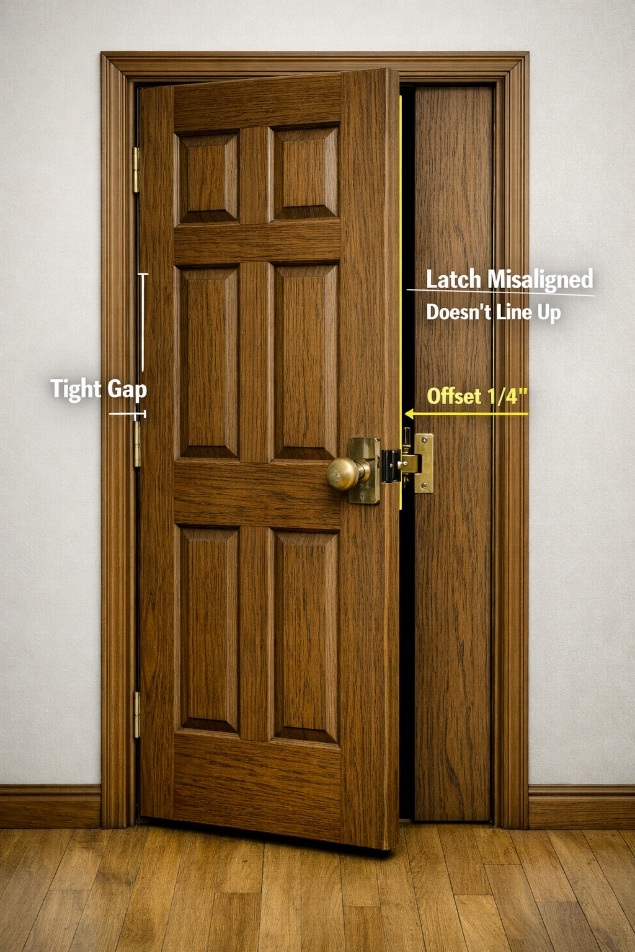 Latch Misaligned
Doesn't Line Up
Tight Gap
Offset 1/4"